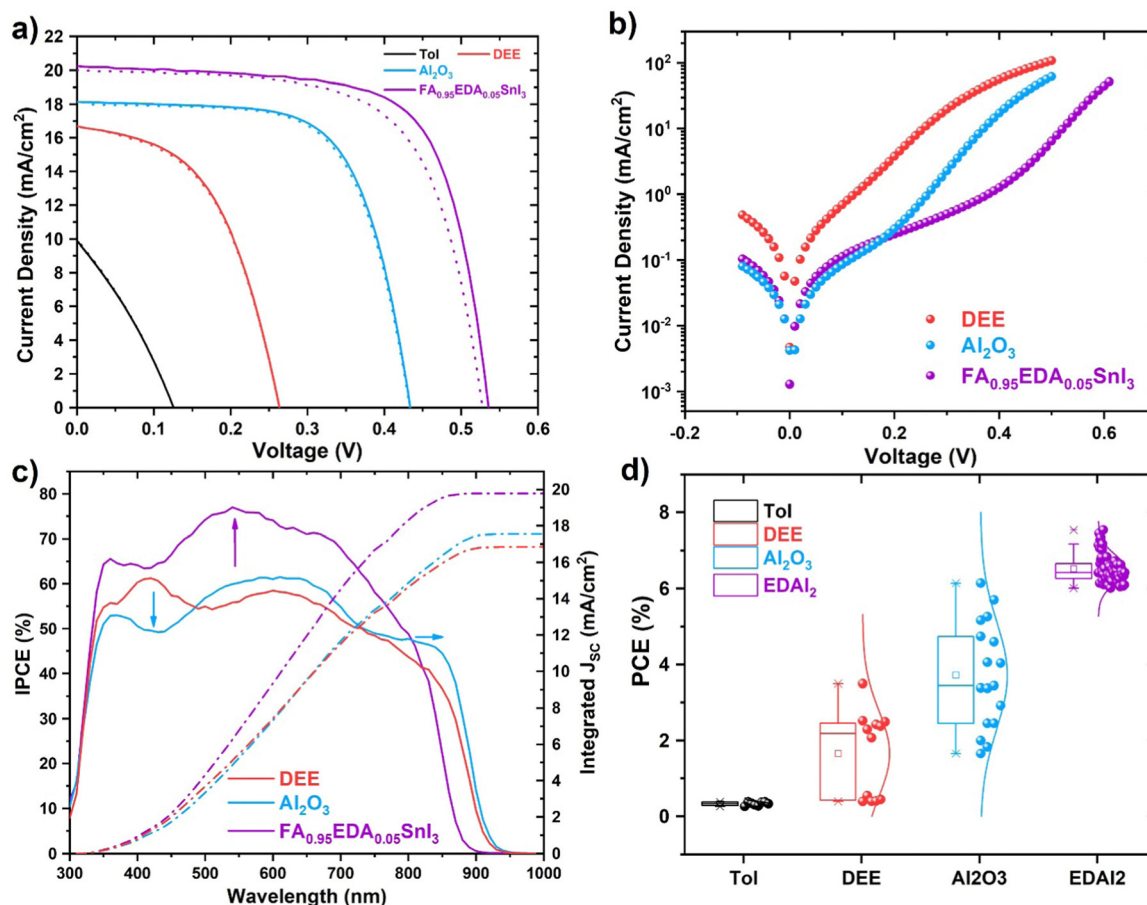 a)
Current Density (mA/cm²)
22
20
18
16
14
12
10
8
6
4
2
0
Tol DEE
Al₂O₃
FA₀.₉₅EDA₀.₀₅SnI₃
0.0 0.1 0.2 0.3 0.4 0.5 0.6
Voltage (V)
b)
Current Density (mA/cm²)
10²
10¹
10⁰
10⁻¹
10⁻²
10⁻³
DEE
Al₂O₃
FA₀.₉₅EDA₀.₀₅SnI₃
-0.2 0.0 0.2 0.4 0.6
Voltage (V)
c)
IPCE (%)
80
70
60
50
40
30
20
10
0
DEE
Al₂O₃
FA₀.₉₅EDA₀.₀₅SnI₃
20
18
16
14
12
10
8
6
4
2
0
Integrated J_SC (mA/cm²)
300 400 500 600 700 800 900 1000
Wavelength (nm)
d)
PCE (%)
8
6
4
2
0
Tol
DEE
Al₂O₃
EDAI₂
Tol DEE Al2O3 EDAI2